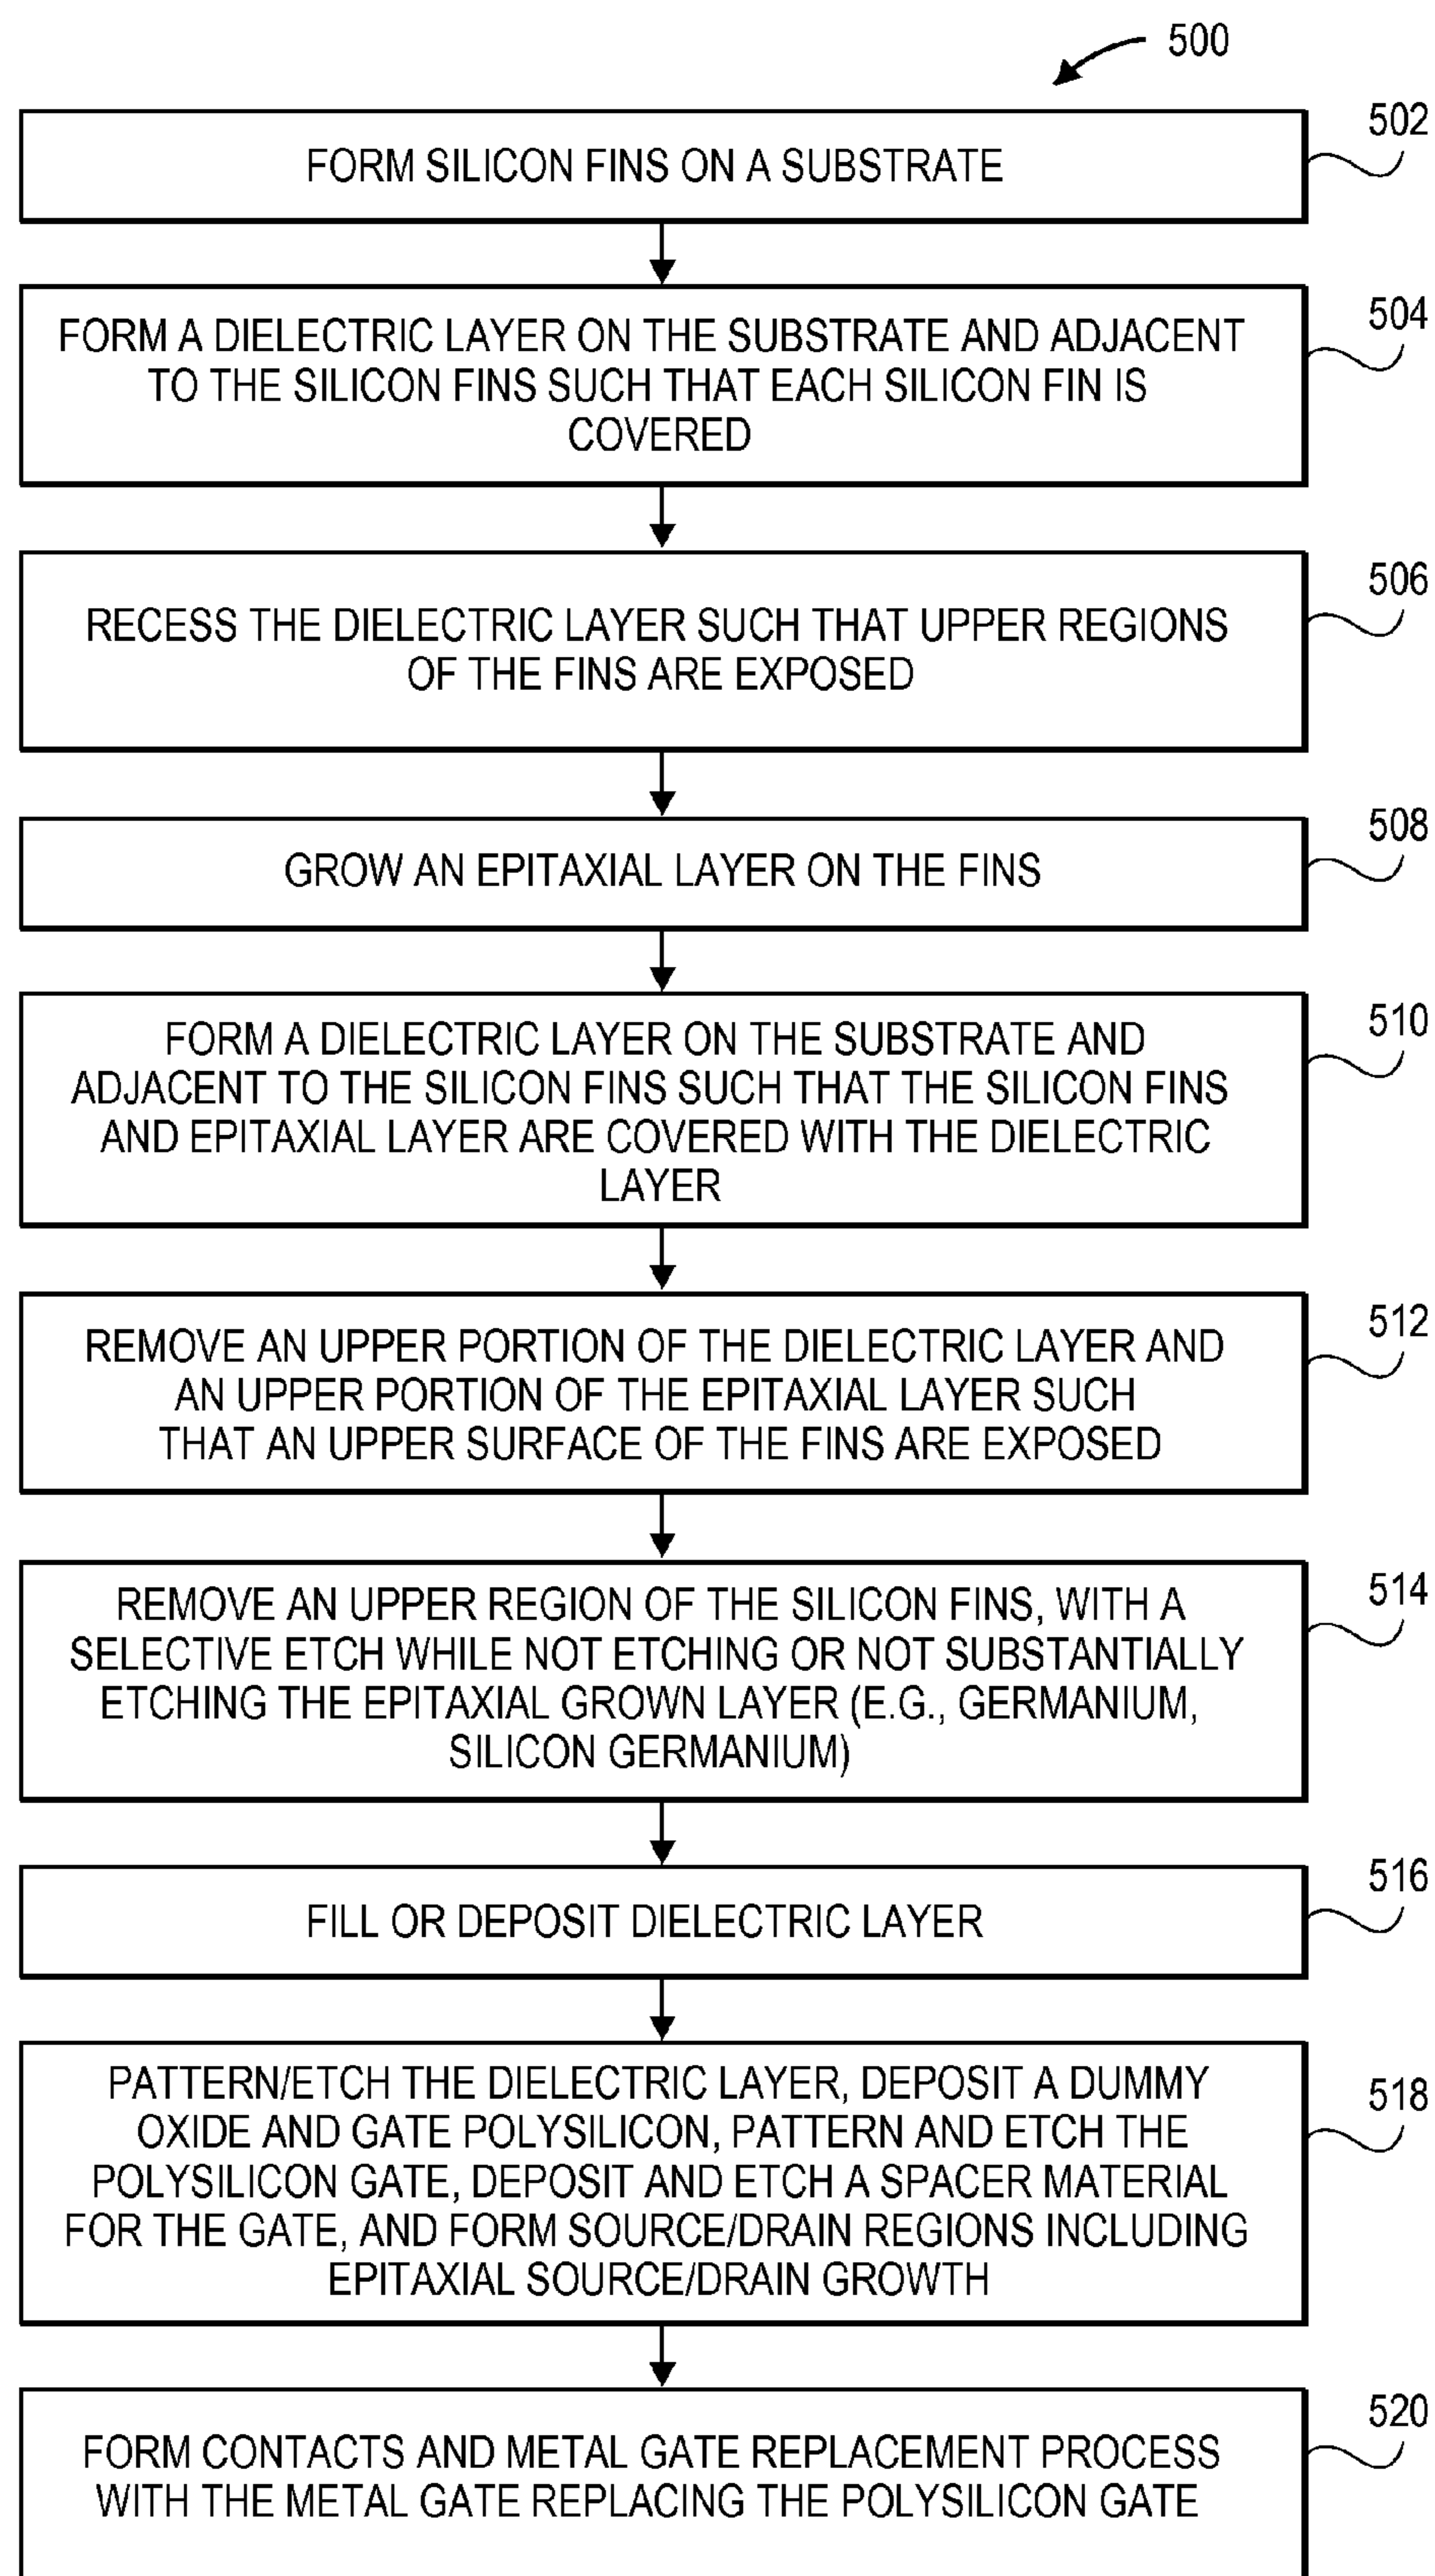 500
502
FORM SILICON FINS ON A SUBSTRATE
504
FORM A DIELECTRIC LAYER ON THE SUBSTRATE AND ADJACENT
TO THE SILICON FINS SUCH THAT EACH SILICON FIN IS
COVERED
506
RECESS THE DIELECTRIC LAYER SUCH THAT UPPER REGIONS
OF THE FINS ARE EXPOSED
508
GROW AN EPITAXIAL LAYER ON THE FINS
510
FORM A DIELECTRIC LAYER ON THE SUBSTRATE AND
ADJACENT TO THE SILICON FINS SUCH THAT THE SILICON FINS
AND EPITAXIAL LAYER ARE COVERED WITH THE DIELECTRIC
LAYER
512
REMOVE AN UPPER PORTION OF THE DIELECTRIC LAYER AND
AN UPPER PORTION OF THE EPITAXIAL LAYER SUCH
THAT AN UPPER SURFACE OF THE FINS ARE EXPOSED
514
REMOVE AN UPPER REGION OF THE SILICON FINS, WITH A
SELECTIVE ETCH WHILE NOT ETCHING OR NOT SUBSTANTIALLY
ETCHING THE EPITAXIAL GROWN LAYER (E.G., GERMANIUM,
SILICON GERMANIUM)
516
FILL OR DEPOSIT DIELECTRIC LAYER
518
PATTERN/ETCH THE DIELECTRIC LAYER, DEPOSIT A DUMMY
OXIDE AND GATE POLYSILICON, PATTERN AND ETCH THE
POLYSILICON GATE, DEPOSIT AND ETCH A SPACER MATERIAL
FOR THE GATE, AND FORM SOURCE/DRAIN REGIONS INCLUDING
EPITAXIAL SOURCE/DRAIN GROWTH
520
FORM CONTACTS AND METAL GATE REPLACEMENT PROCESS
WITH THE METAL GATE REPLACING THE POLYSILICON GATE